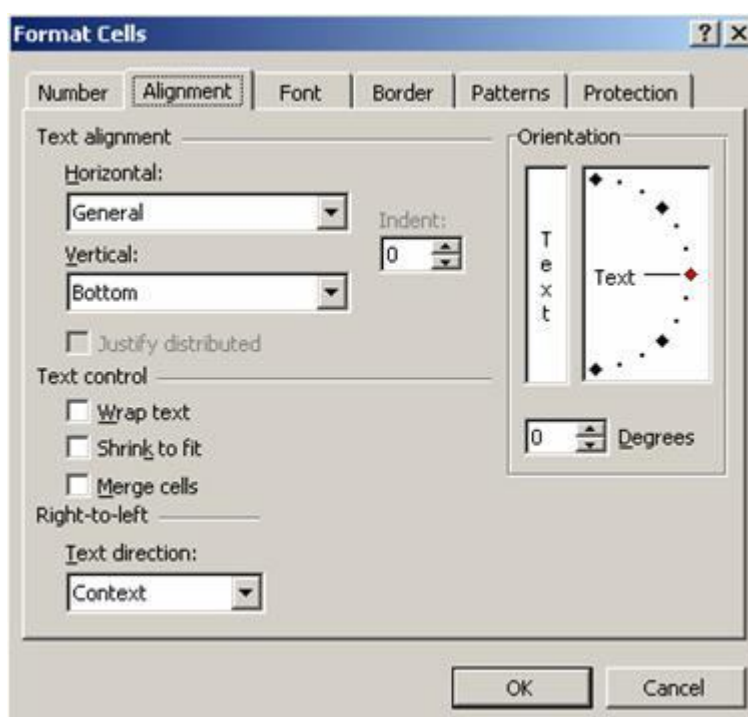 Format Cells
Number Alignment Font Border Patterns Protection
Text alignment
Horizontal:
General
Indent:
0
Vertical:
Bottom
Justify distributed
Text control
Wrap text
Shrink to fit
Merge cells
Right-to-left
Text direction:
Context
Orientation
Text
Text
0 Degrees
OK Cancel